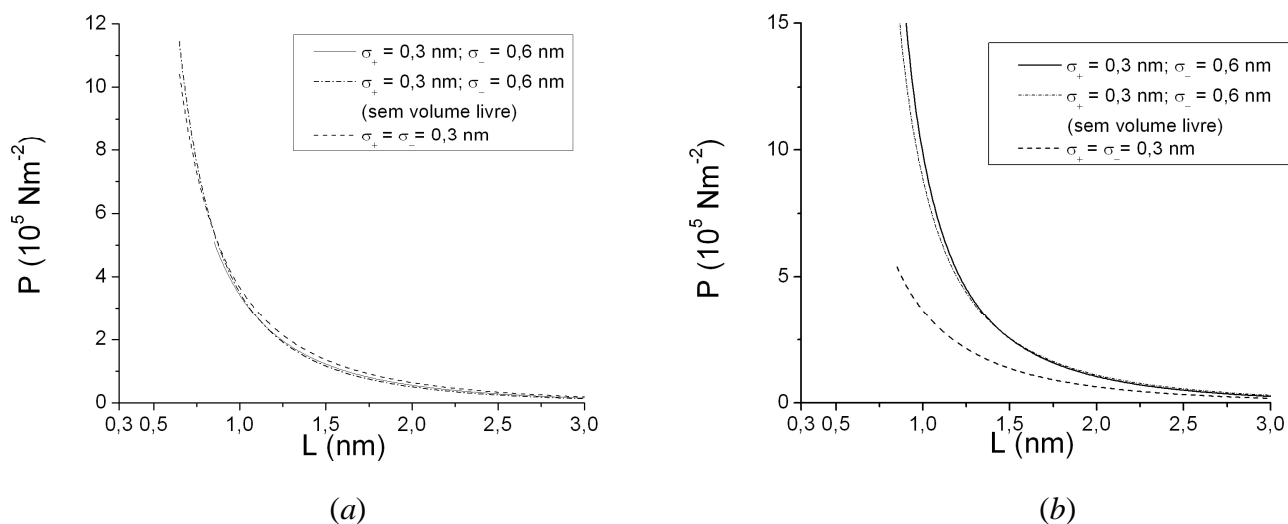 12
10
8
6
4
2
0
P (10⁵ Nm⁻²)
σ₊ = 0,3 nm; σ₋ = 0,6 nm
σ₊ = 0,3 nm; σ₋ = 0,6 nm
(sem volume livre)
σ₊ = σ₋= 0,3 nm
0,3 0,5 1,0 1,5 2,0 2,5 3,0
L (nm)
(a)
15
10
5
0
P (10⁵ Nm⁻²)
σ₊ = 0,3 nm; σ₋ = 0,6 nm
σ₊ = 0,3 nm; σ₋ = 0,6 nm
(sem volume livre)
σ₊ = σ₋= 0,3 nm
0,3 0,5 1,0 1,5 2,0 2,5 3,0
L (nm)
(b)